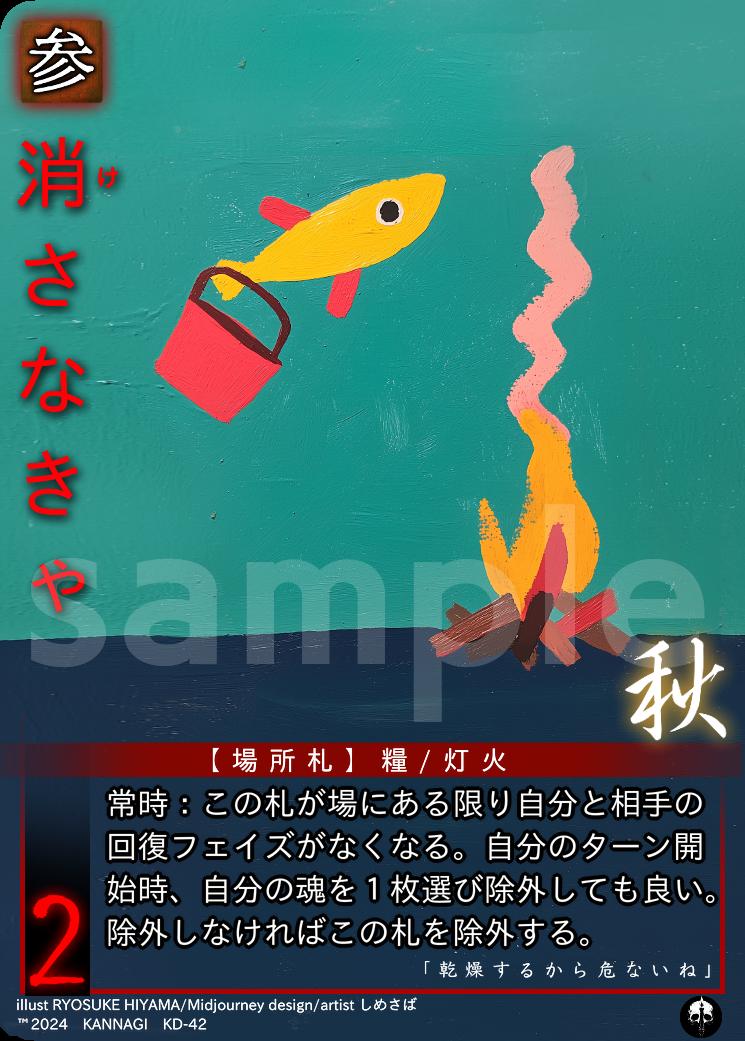 参
消さなきゃ
け
sample
秋
【場所札】糧/灯火
常時：この札が場にある限り自分と相手の
回復フェイズがなくなる。自分のターン開
始時、自分の魂を１枚選び除外しても良い。
除外しなければこの札を除外する。
「乾燥するから危ないね」
2
illust RYOSUKE HIYAMA/Midjourney design/artist しめさば
™2024 KANNAGI KD-42